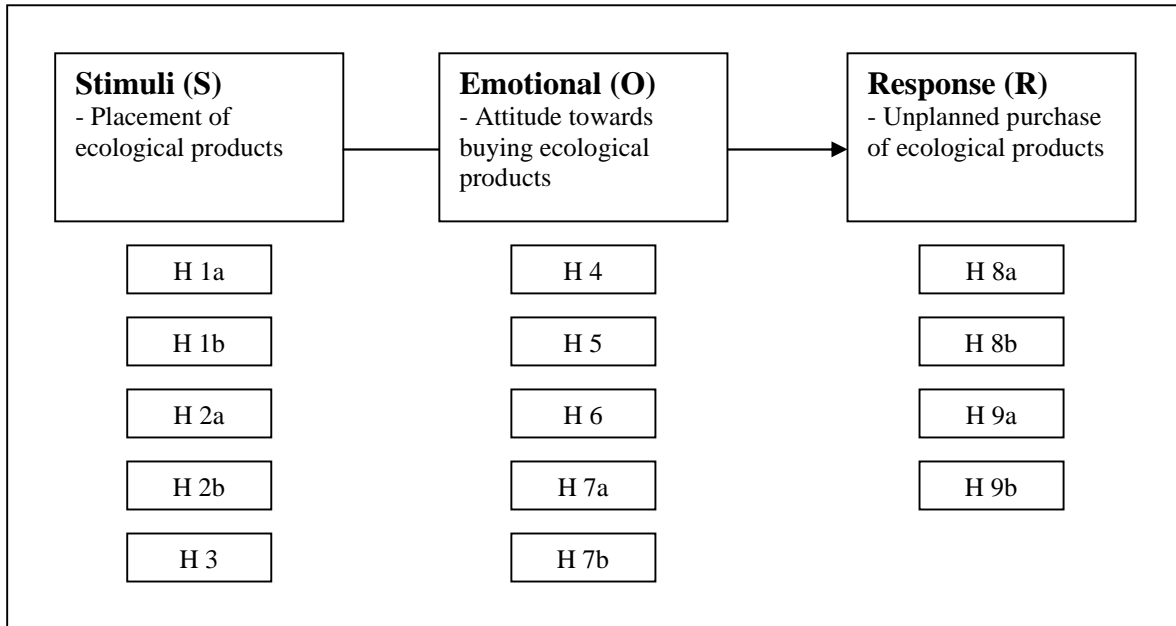 Stimuli (S)
- Placement of
ecological products
Emotional (O)
- Attitude towards
buying ecological
products
Response (R)
- Unplanned purchase
of ecological products
H 1a
H 1b
H 2a
H 2b
H 3
H 4
H 5
H 6
H 7a
H 7b
H 8a
H 8b
H 9a
H 9b